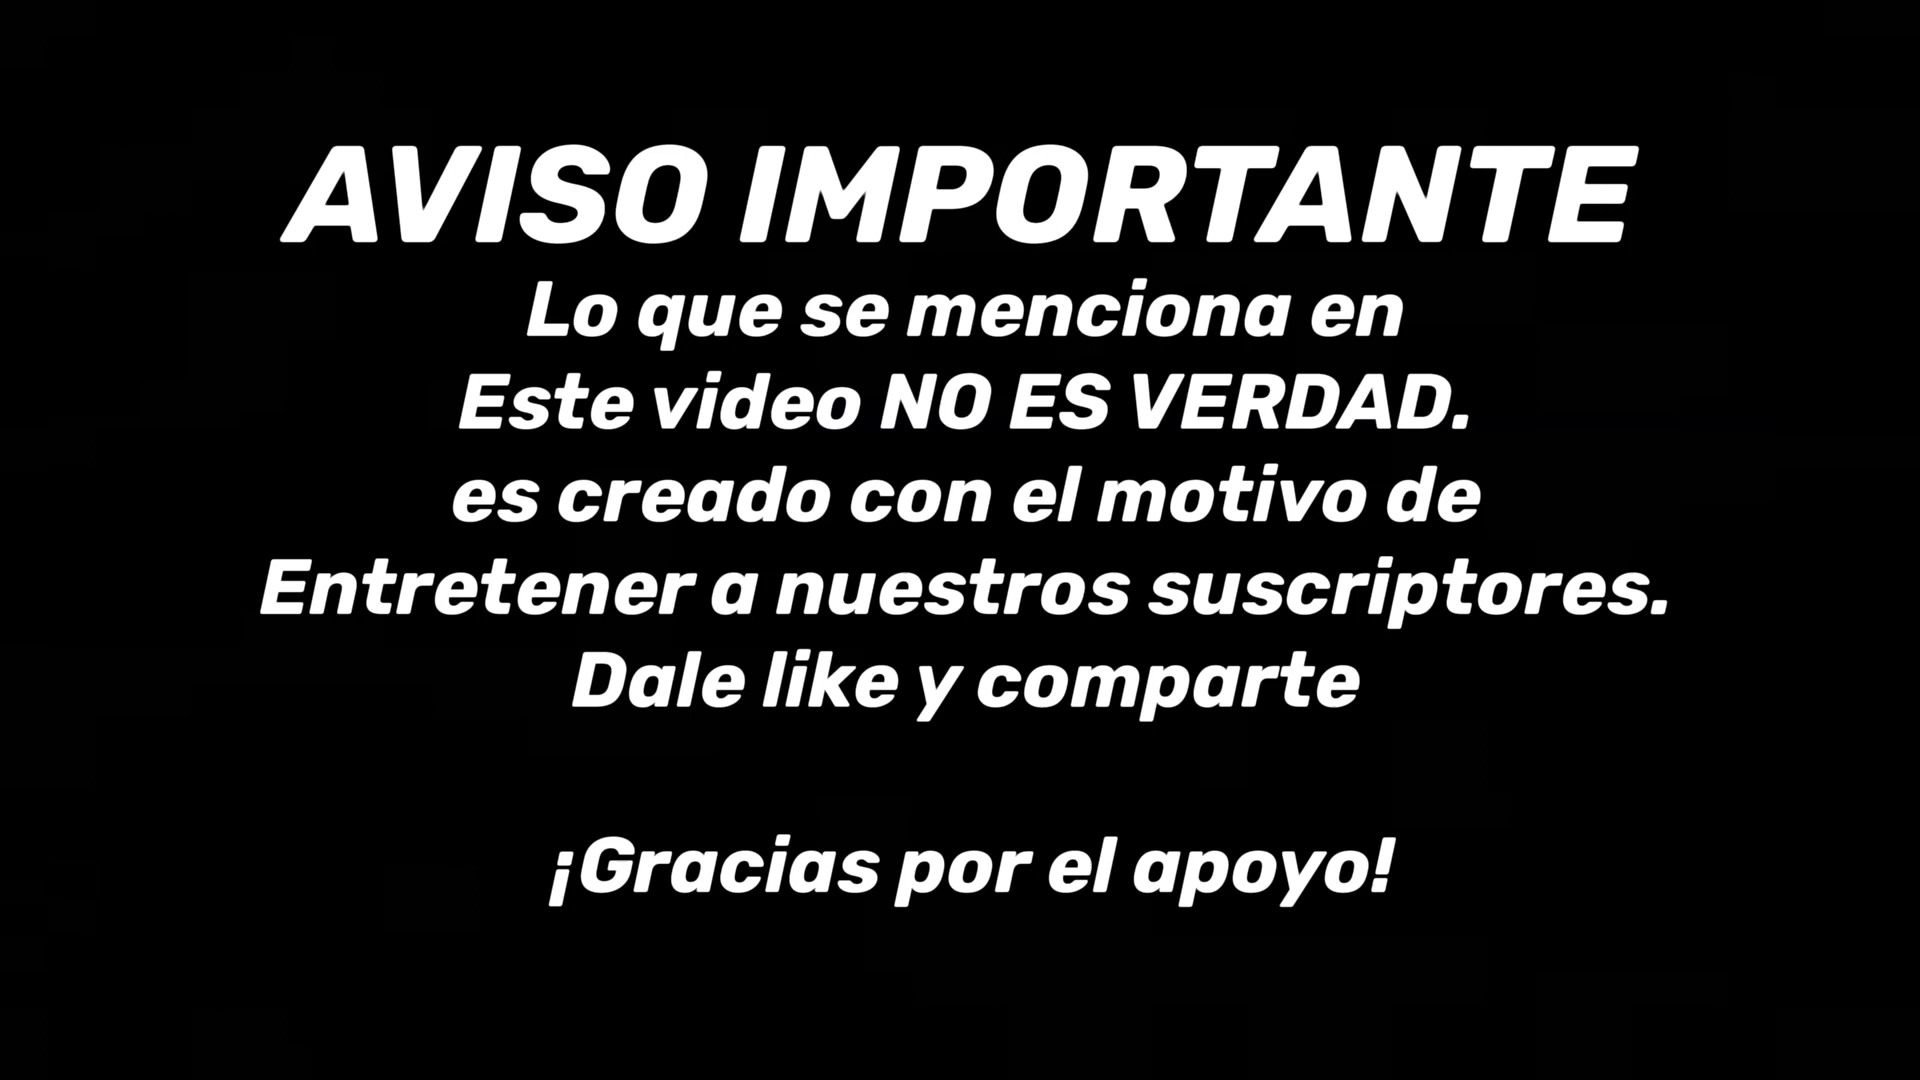 AVISO IMPORTANTE
Lo que se menciona en
Este video NO ES VERDAD.
es creado con el motivo de
Entretener a nuestros suscriptores.
Dale like y comparte
¡Gracias por el apoyo!